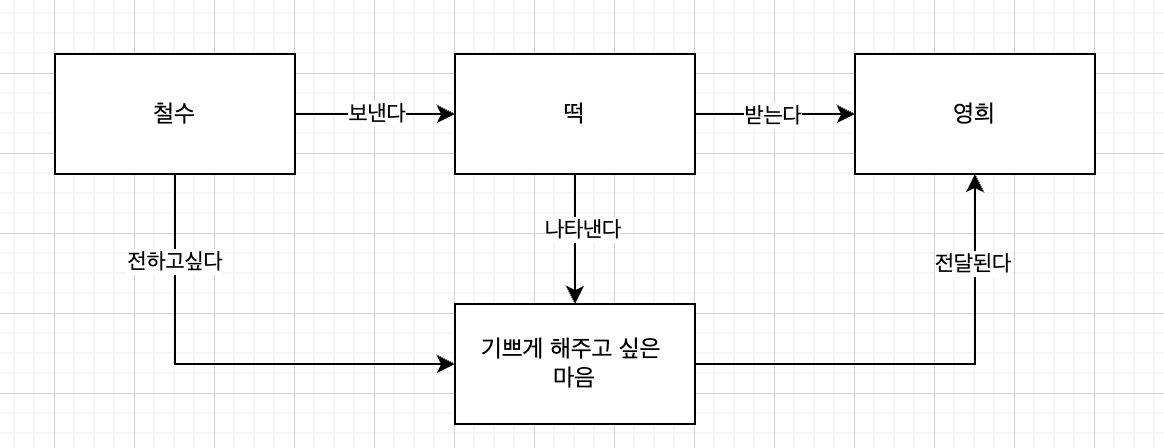 철수
보낸다
떡
받는다
영희
나타낸다
전하고싶다
전달된다
기쁘게 해주고 싶은
마음